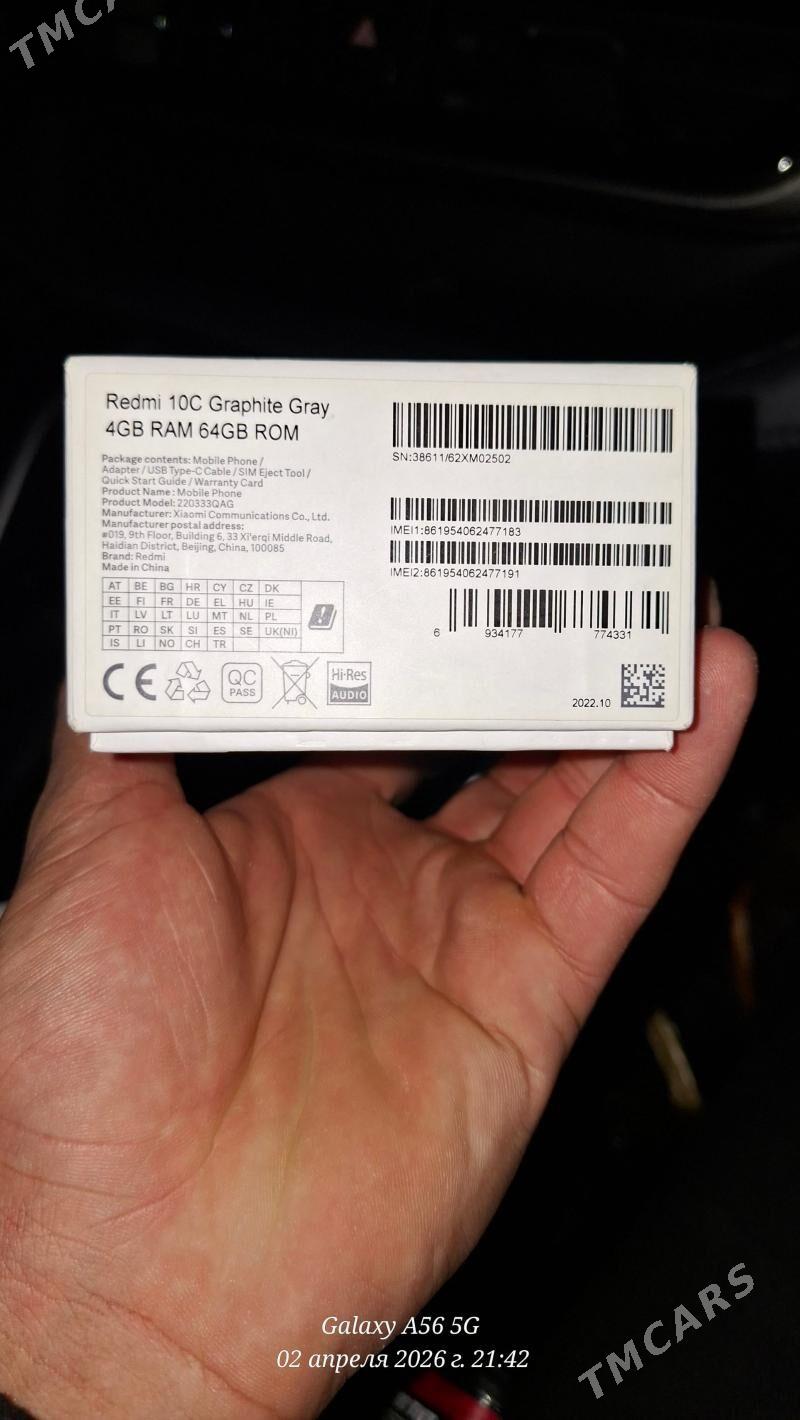 TMCARS
Redmi 10C Graphite Gray
4GB RAM 64GB ROM
Package contents: Mobile Phone /
Adapter / USB Type-C Cable / SIM Eject Tool /
Quick Start Guide / Warranty Card
Product Name: Mobile Phone
Product Model: 220333QAG
Manufacturer: Xiaomi Communications Co., Ltd.
Manufacturer postal address:
#019, 9th Floor, Building 6, 33 Xi'erqi Middle Road,
Haidian District, Beijing, China, 100085
Brand: Redmi
Made in China
AT BE BG HR CY CZ DK
EE FI FR DE EL HU IE
IT LV LT LU MT NL PL
PT RO SK SI ES SE UK(NI)
IS LI NO CH TR
CE
QC
PASS
Hi-Res
AUDIO
SN:38611/62XM02502
IMEI1:861954062477183
IMEI2:861954062477191
6 934177 774331
2022.10
Galaxy A56 5G
02 апреля 2026 г. 21:42
TMCARS